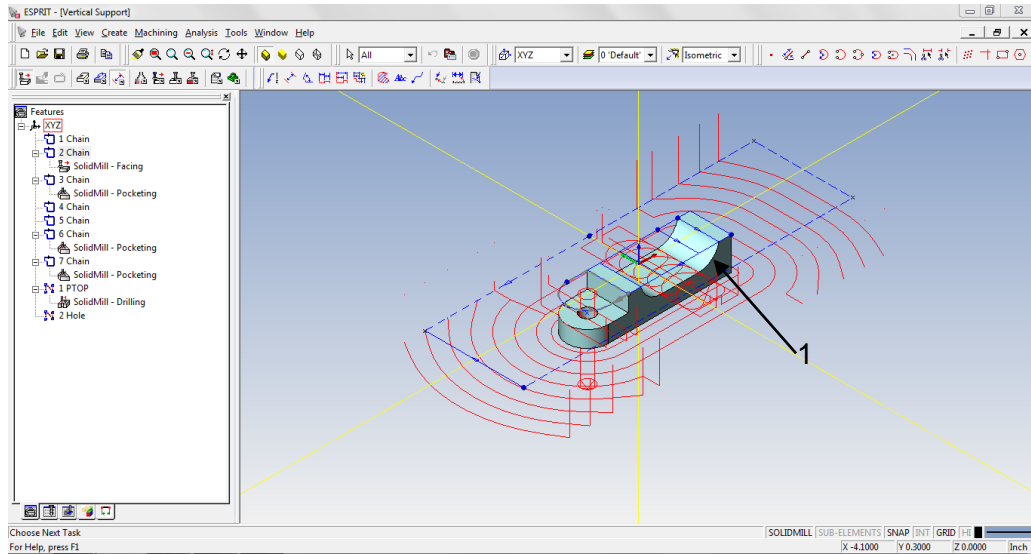 ESPRIT - [Vertical Support]
File Edit View Create Machining Analysis Tools Window Help
All XYZ 0 'Default' Isometric
Abc
Features
XYZ
1 Chain
2 Chain
SolidMill - Facing
3 Chain
SolidMill - Pocketing
4 Chain
5 Chain
6 Chain
SolidMill - Pocketing
7 Chain
SolidMill - Pocketing
1 PTOP
SolidMill - Drilling
2 Hole
1
Choose Next Task SOLIDMILL SUB-ELEMENTS SNAP INT GRID HI
For Help, press F1 X -4.1000 Y 0.3000 Z 0.0000 Inch